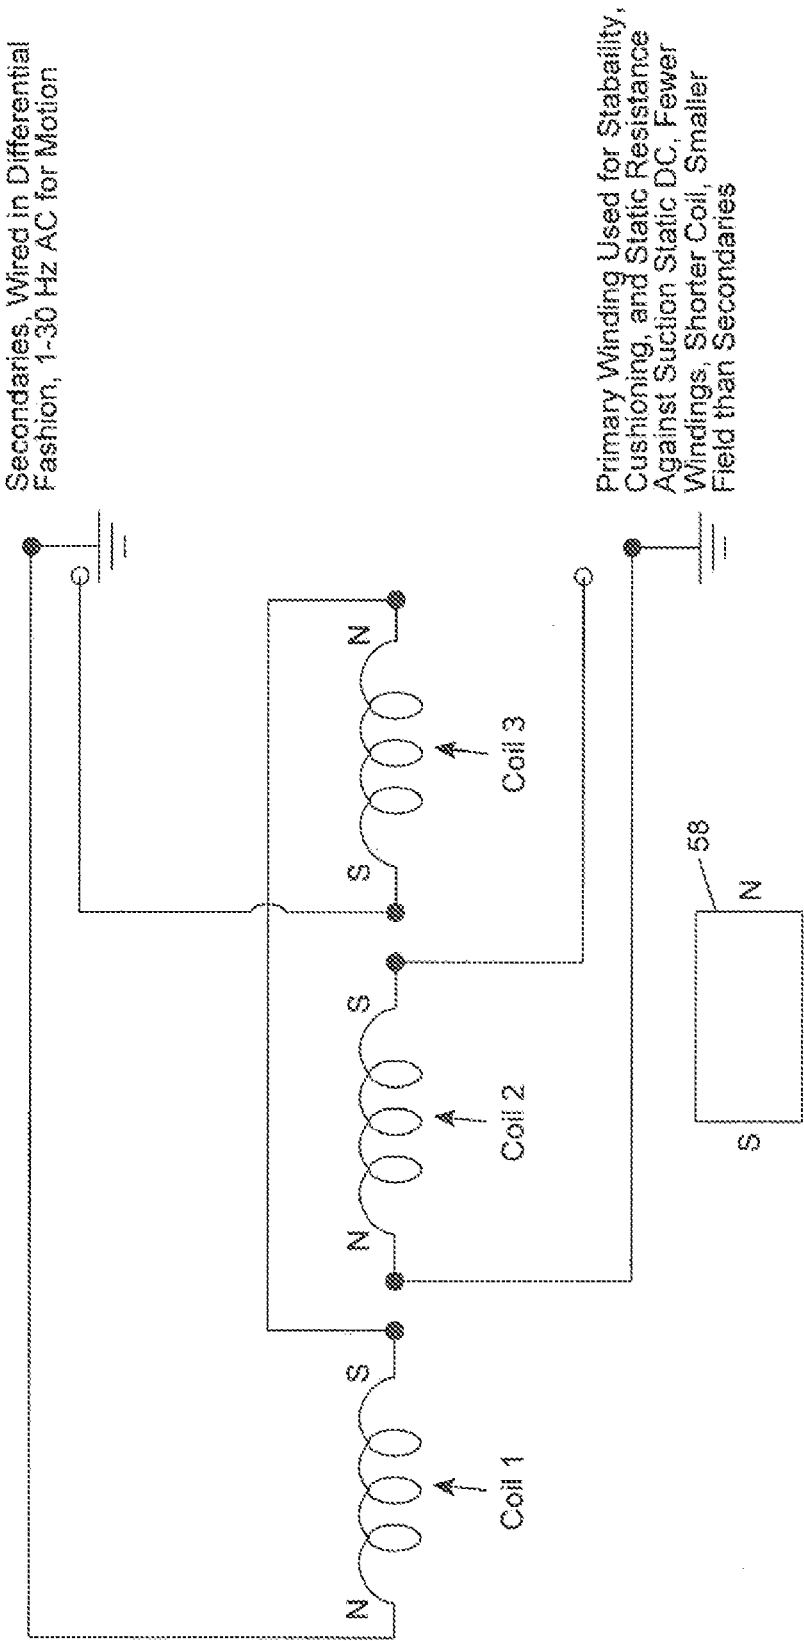 Secondaries, Wired in Differential
Fashion, 1-30 Hz AC for Motion
N
S
N
S
S
N
Coil 1
Coil 2
Coil 3
Primary Winding Used for Stabaility,
Cushioning, and Static Resistance
Against Suction Static DC, Fewer
Windings, Shorter Coil, Smaller
Field than Secondaries
58
S
N